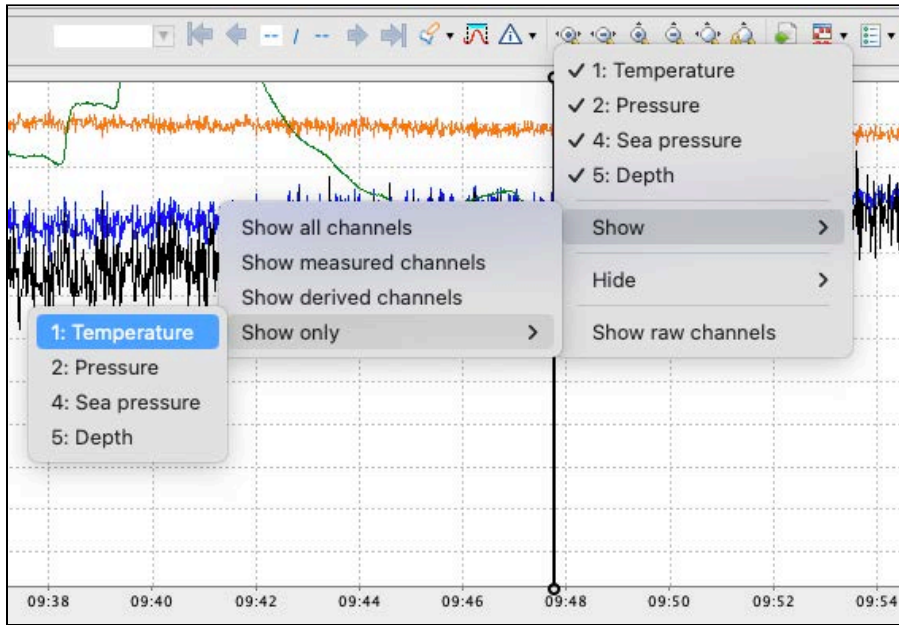 -- / --
✓ 1: Temperature
✓ 2: Pressure
✓ 4: Sea pressure
✓ 5: Depth
Show
Hide
Show raw channels
Show all channels
Show measured channels
Show derived channels
Show only
1: Temperature
2: Pressure
4: Sea pressure
5: Depth
09:38 09:40 09:42 09:44 09:46 09:48 09:50 09:52 09:54